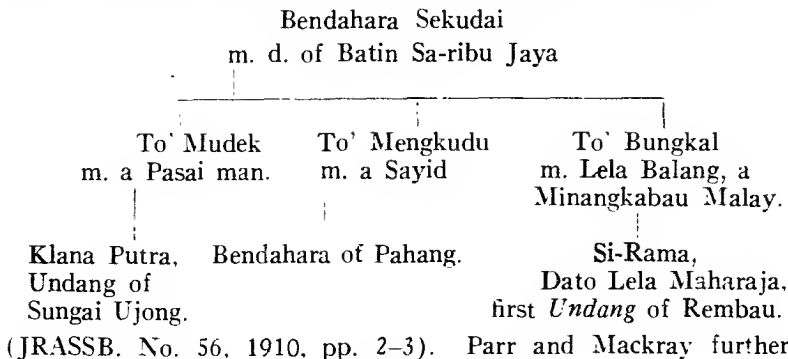 Bendahara Sekudai
m. d. of Batin Sa-ribu Jaya
To' Mudek To' Mengkudu To' Bungkal
m. a Pasai man. m. a Sayid m. Lela Balang, a
Minangkabau Malay.
Klana Putra, Bendahara of Pahang. Si-Rama,
Undang of Dato Lela Maharaja,
Sungai Ujong. first Undang of Rembau.
(JRASSB. No. 56, 1910, pp. 2–3). Parr and Mackray further